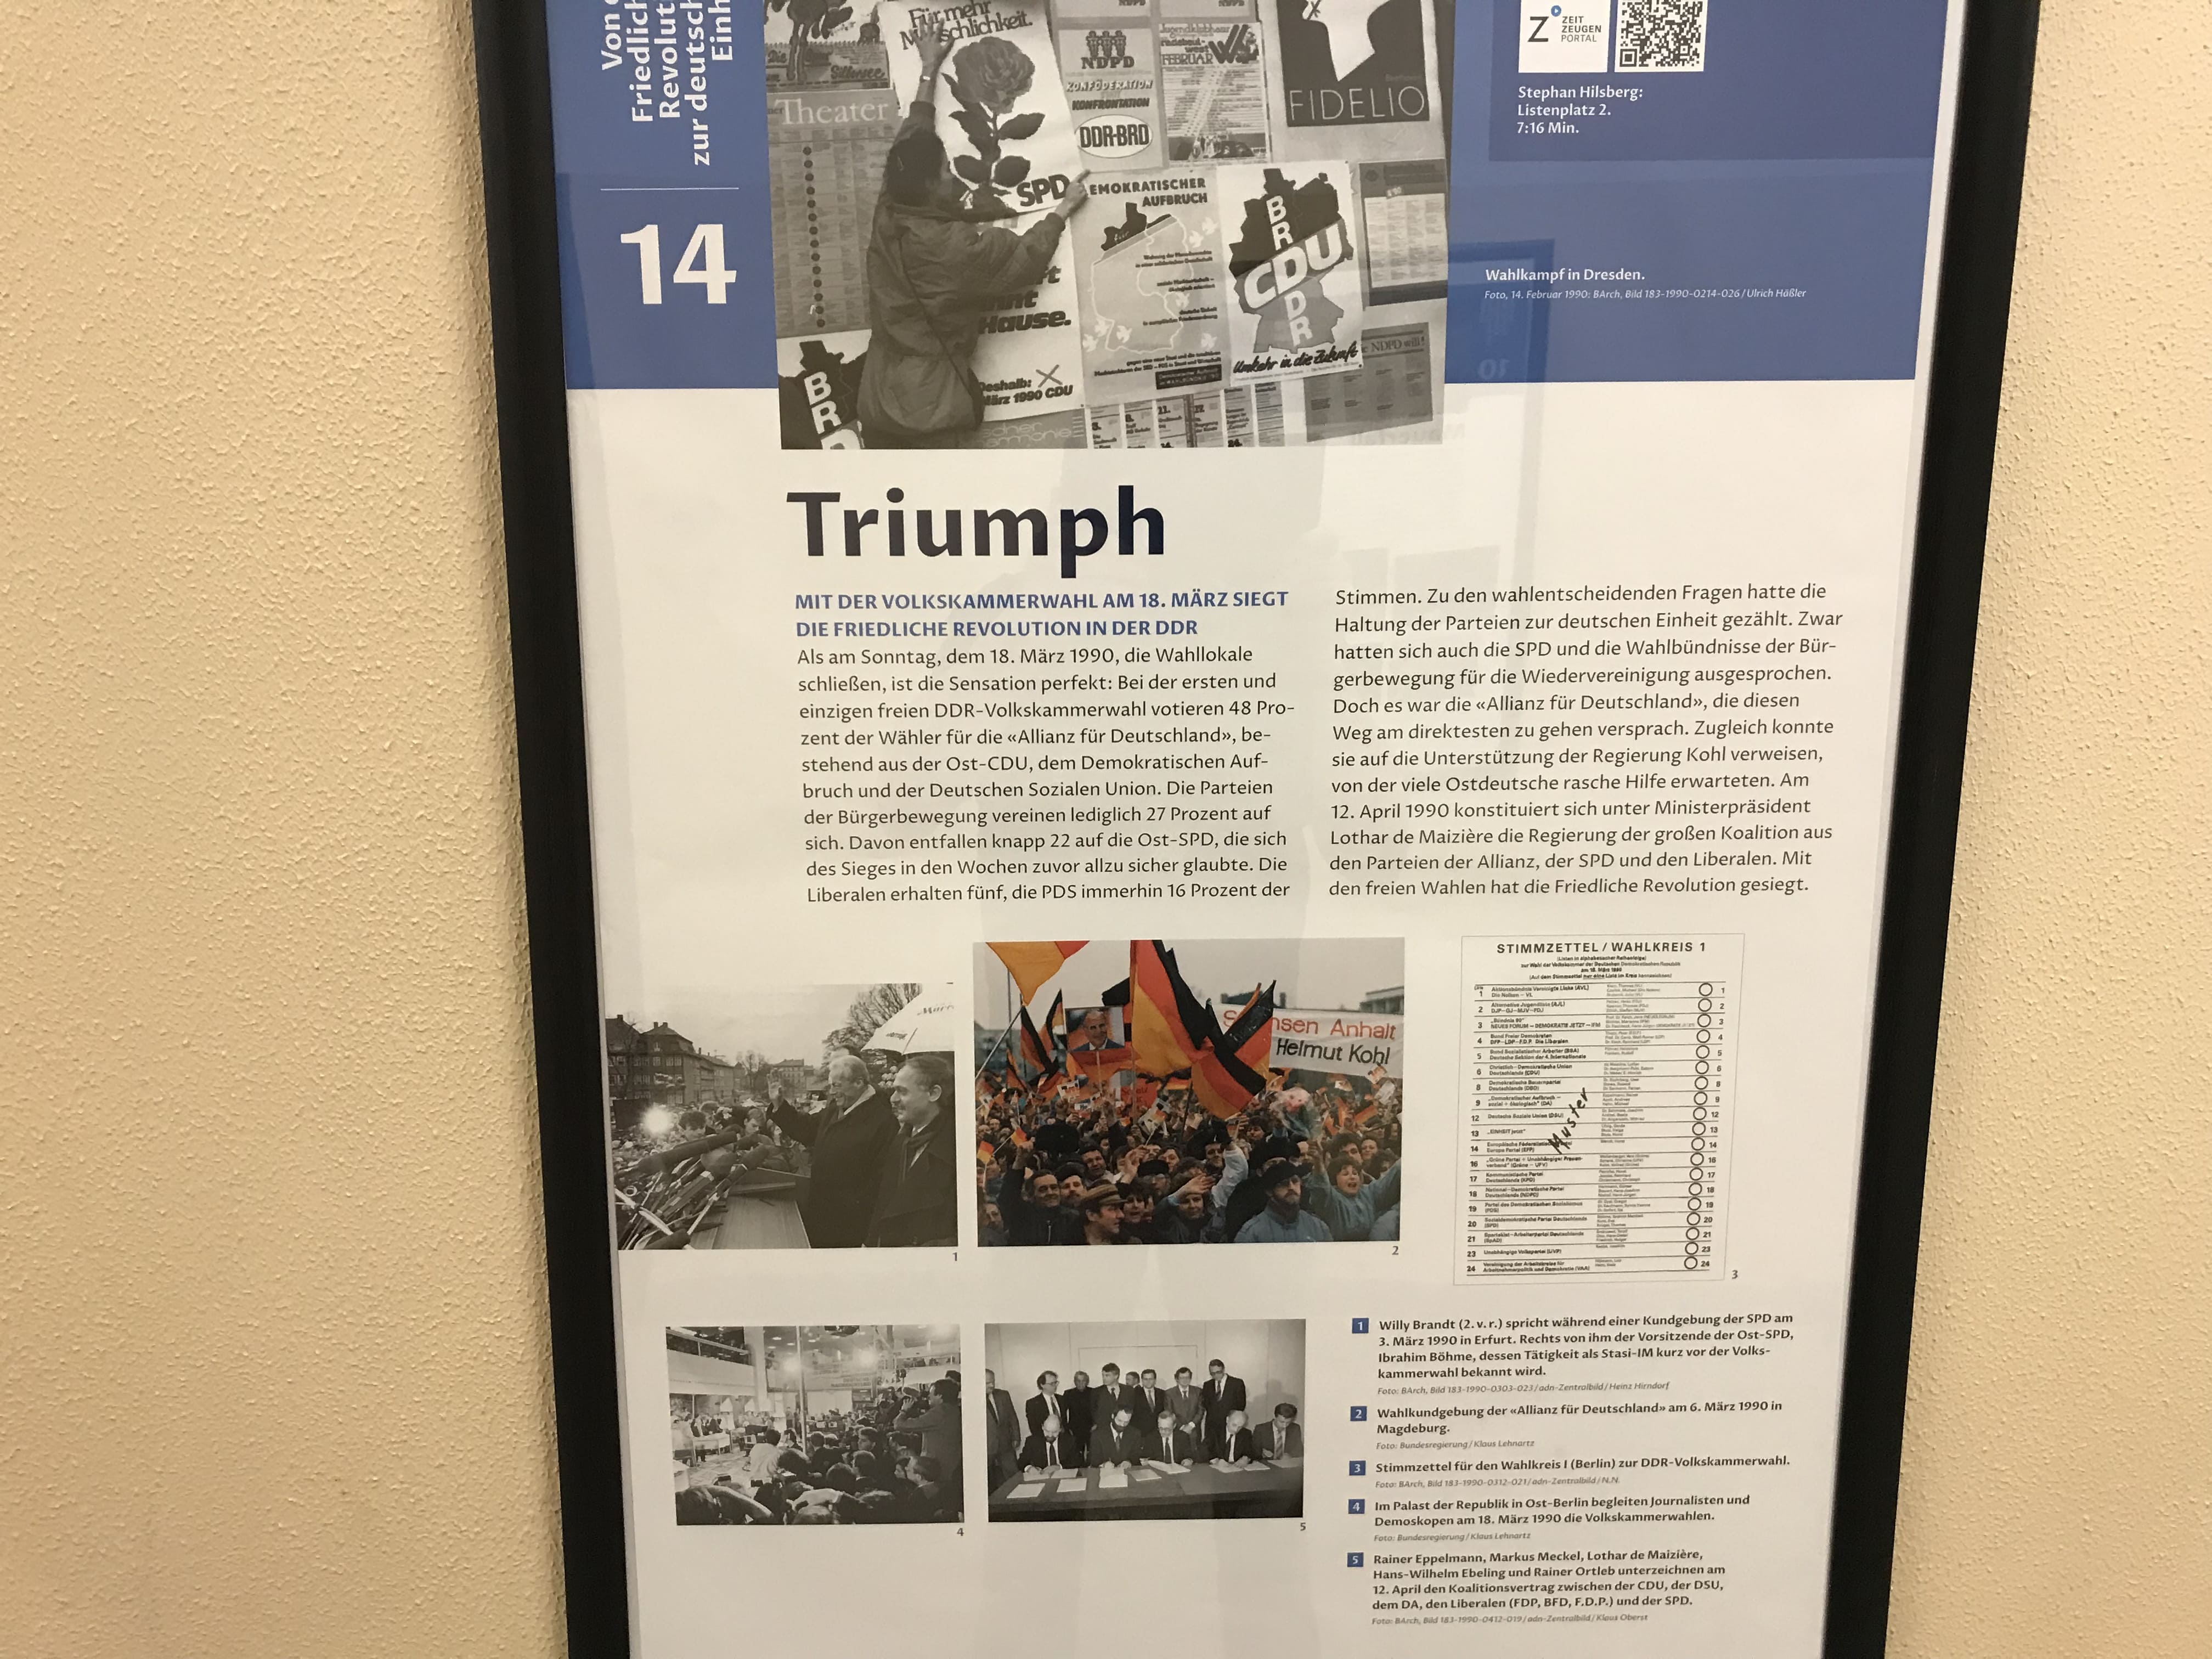 Von
Friedlich
Revolut
zur deutsch
Einh
14
Für mehr
SPD
Theater
NDPD
KONFÖDERATION
KONFRONTATION
DDR-BRD
FEBRUAR
FIDELIO
EMOKRATISCHER
AUFBRUCH
BRD
CDU
DDR
Umkehr in die Zukunft
Hause.
Deshalb:
März 1990 CDU
NDPD will!
BRD
Z
ZEIT
ZEUGEN
PORTAL
Stephan Hilsberg:
Listenplatz 2.
7:16 Min.
Wahlkampf in Dresden.
Foto, 14. Februar 1990: BArch, Bild 183-1990-0214-026 / Ulrich Häßler
Triumph
MIT DER VOLKSKAMMERWAHL AM 18. MÄRZ SIEGT
DIE FRIEDLICHE REVOLUTION IN DER DDR
Als am Sonntag, dem 18. März 1990, die Wahllokale
schließen, ist die Sensation perfekt: Bei der ersten und
einzigen freien DDR-Volkskammerwahl votieren 48 Pro-
zent der Wähler für die «Allianz für Deutschland», be-
stehend aus der Ost-CDU, dem Demokratischen Auf-
bruch und der Deutschen Sozialen Union. Die Parteien
der Bürgerbewegung vereinen lediglich 27 Prozent auf
sich. Davon entfallen knapp 22 auf die Ost-SPD, die sich
des Sieges in den Wochen zuvor allzu sicher glaubte. Die
Liberalen erhalten fünf, die PDS immerhin 16 Prozent der
Stimmen. Zu den wahlentscheidenden Fragen hatte die
Haltung der Parteien zur deutschen Einheit gezählt. Zwar
hatten sich auch die SPD und die Wahlbündnisse der Bür-
gerbewegung für die Wiedervereinigung ausgesprochen.
Doch es war die «Allianz für Deutschland», die diesen
Weg am direktesten zu gehen versprach. Zugleich konnte
sie auf die Unterstützung der Regierung Kohl verweisen,
von der viele Ostdeutsche rasche Hilfe erwarteten. Am
12. April 1990 konstituiert sich unter Ministerpräsident
Lothar de Maizière die Regierung der großen Koalition aus
den Parteien der Allianz, der SPD und den Liberalen. Mit
den freien Wahlen hat die Friedliche Revolution gesiegt.
1
nsen Anhalt
Helmut Kohl
2
STIMMZETTEL / WAHLKREIS 1
Muster
3
4
5
1 Willy Brandt (2. v. r.) spricht während einer Kundgebung der SPD am
3. März 1990 in Erfurt. Rechts von ihm der Vorsitzende der Ost-SPD,
Ibrahim Böhme, dessen Tätigkeit als Stasi-IM kurz vor der Volks-
kammerwahl bekannt wird.
Foto: BArch, Bild 183-1990-0303-023 / adn-Zentralbild / Heinz Hirndorf
2 Wahlkundgebung der «Allianz für Deutschland» am 6. März 1990 in
Magdeburg.
Foto: Bundesregierung / Klaus Lehnartz
3 Stimmzettel für den Wahlkreis I (Berlin) zur DDR-Volkskammerwahl.
Foto: BArch, Bild 183-1990-0312-021 / adn-Zentralbild / N.N.
4 Im Palast der Republik in Ost-Berlin begleiten Journalisten und
Demoskopen am 18. März 1990 die Volkskammerwahlen.
Foto: Bundesregierung / Klaus Lehnartz
5 Rainer Eppelmann, Markus Meckel, Lothar de Maizière,
Hans-Wilhelm Ebeling und Rainer Ortleb unterzeichnen am
12. April den Koalitionsvertrag zwischen der CDU, der DSU,
dem DA, den Liberalen (FDP, BFD, F.D.P.) und der SPD.
Foto: BArch, Bild 183-1990-0412-019 / adn-Zentralbild / Klaus Oberst